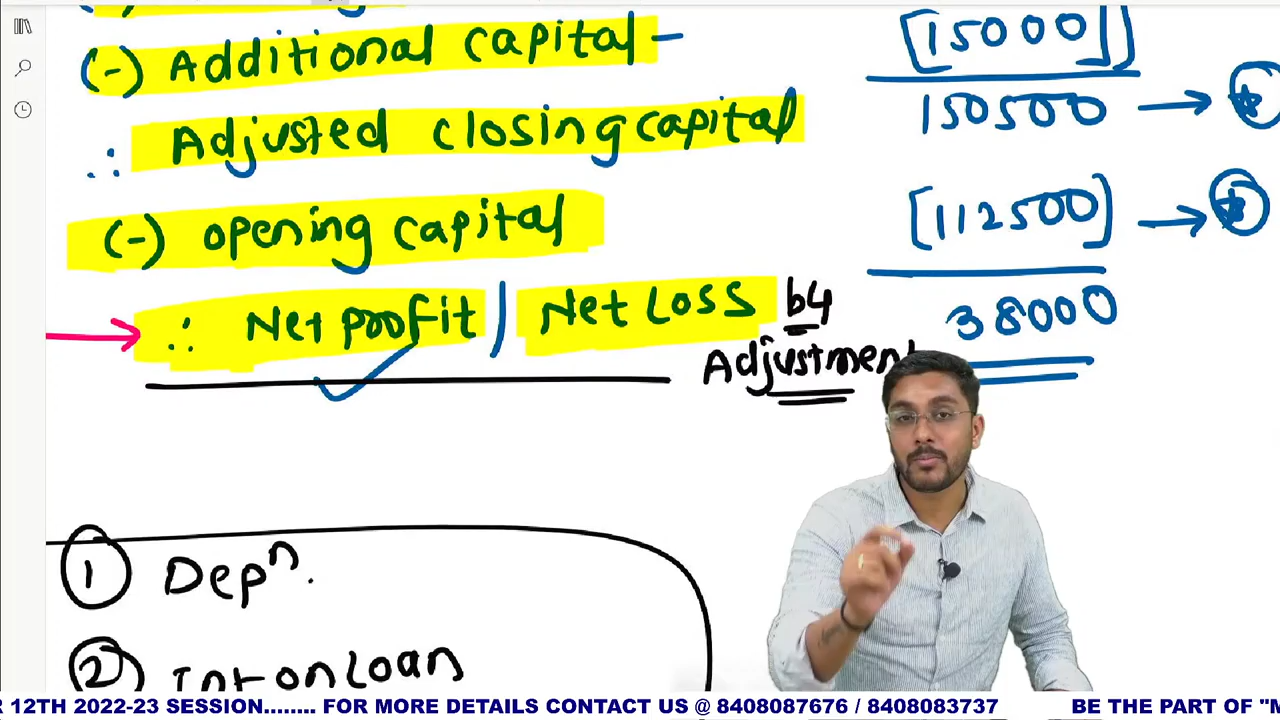 [15000]
(-) Additional capital -
150500 → ①
∴ Adjusted closing capital
(-) opening capital
[112500] →
∴ Net profit / Net Loss b4
38000
Adjustment
① Depn.
② Int on Loan
R 12TH 2022-23 SESSION........ FOR MORE DETAILS CONTACT US @ 8408087676 / 8408083737 BE THE PART OF "M